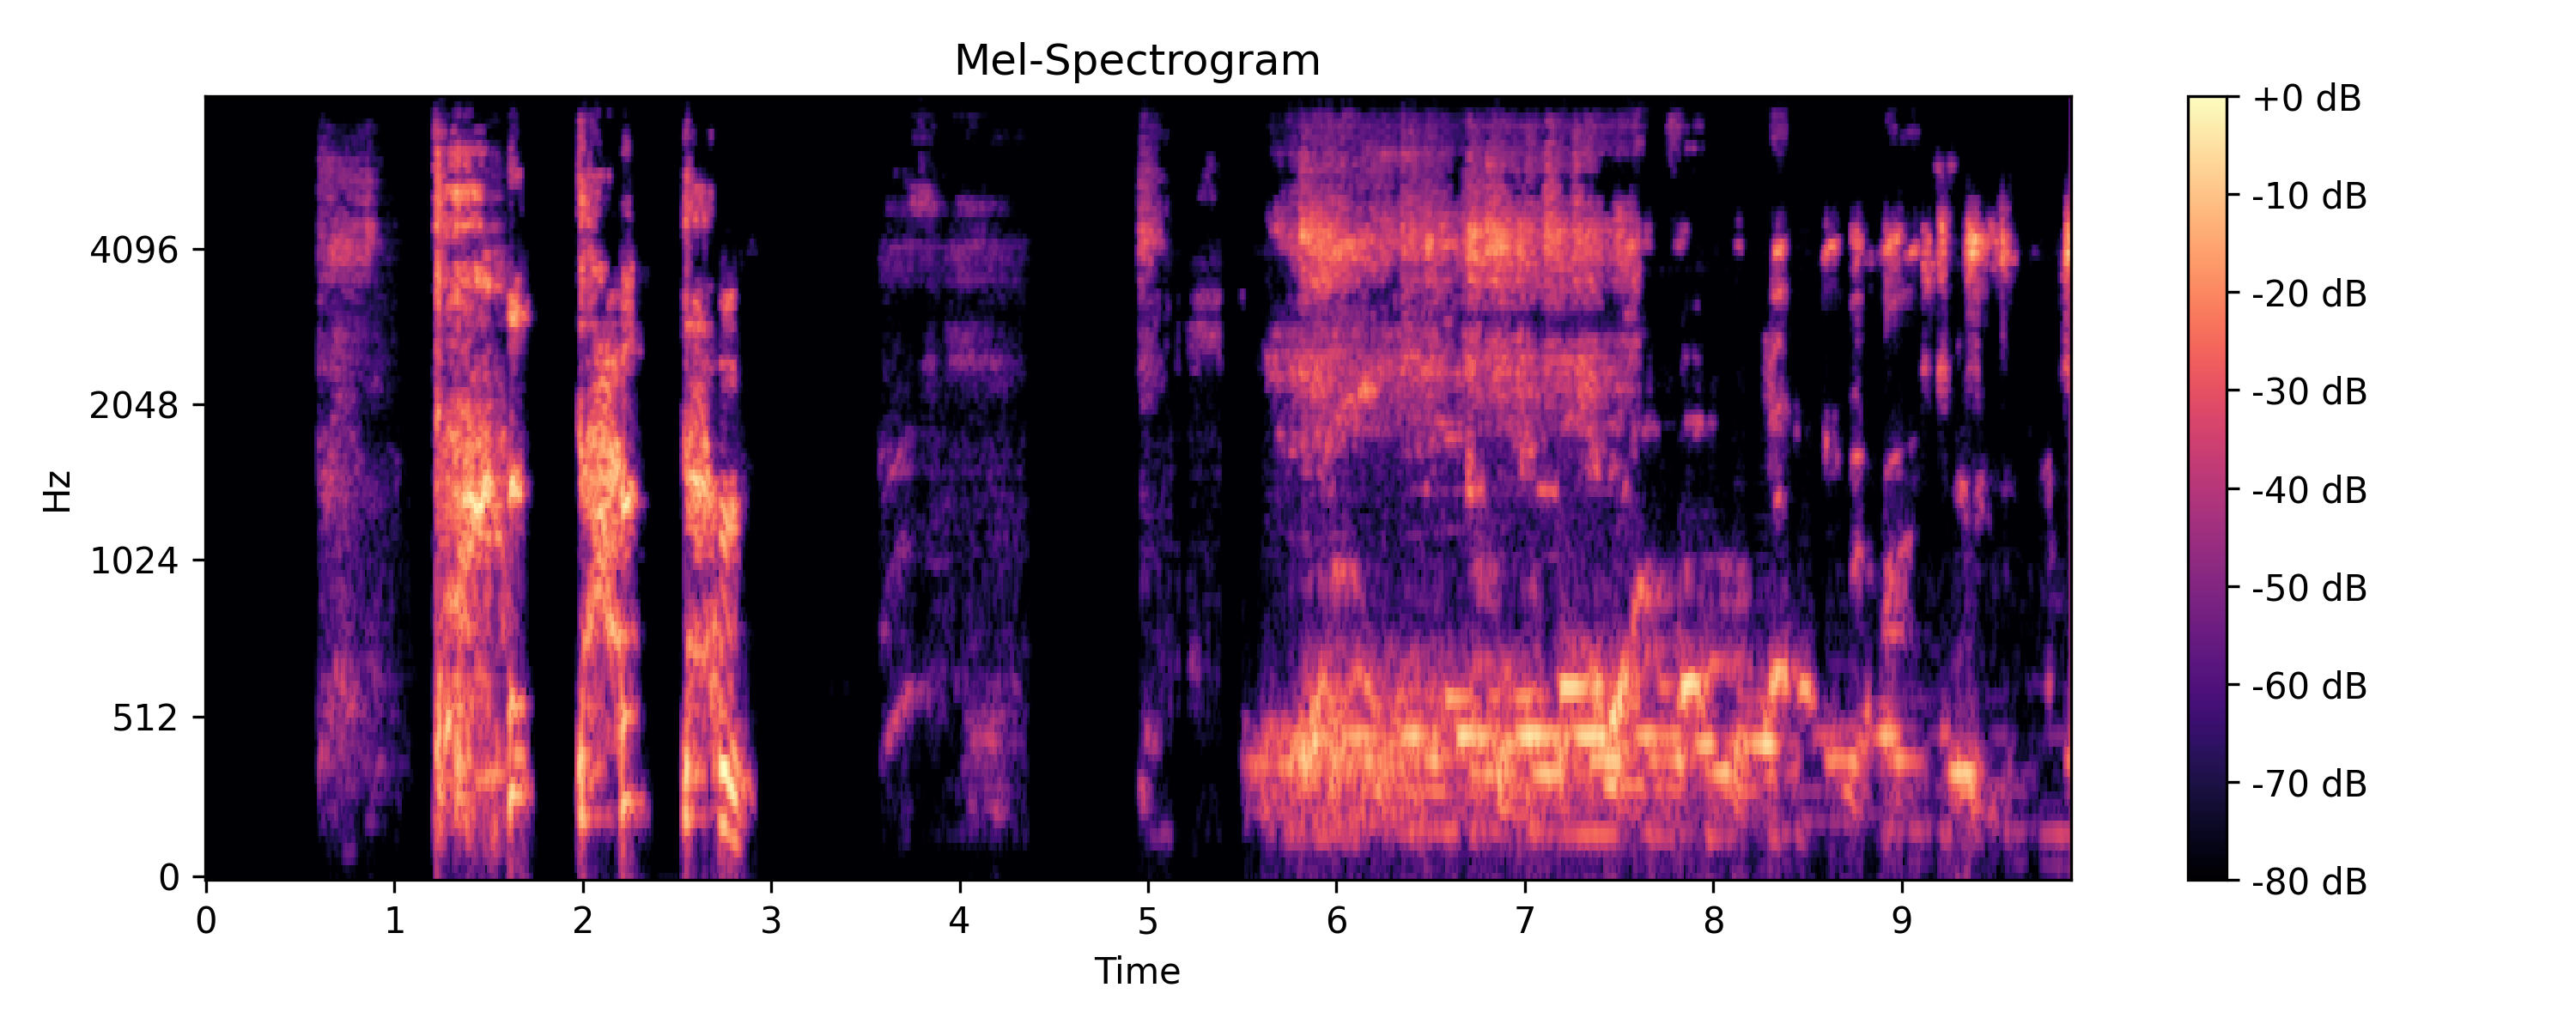 Mel-Spectrogram
Hz
4096
2048
1024
512
0
0 1 2 3 4 5 6 7 8 9
Time
+0 dB
-10 dB
-20 dB
-30 dB
-40 dB
-50 dB
-60 dB
-70 dB
-80 dB